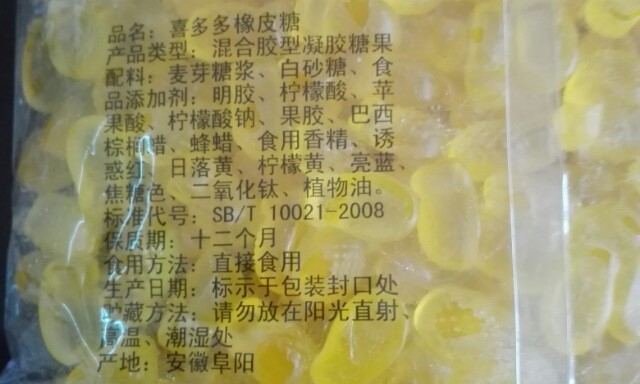 品名：喜多多橡皮糖
产品类型：混合胶型凝胶糖果
配料：麦芽糖浆、白砂糖、食
品添加剂：明胶、柠檬酸、苹
果酸、柠檬酸钠、果胶、巴西
棕榈蜡、蜂蜡、食用香精、诱
惑红、日落黄、柠檬黄、亮蓝、
焦糖色、二氧化钛、植物油。
标准代号：SB/T 10021-2008
保质期：十二个月
食用方法：直接食用
生产日期：标示于包装封口处
贮藏方法：请勿放在阳光直射、
高温、潮湿处
产地：安徽阜阳